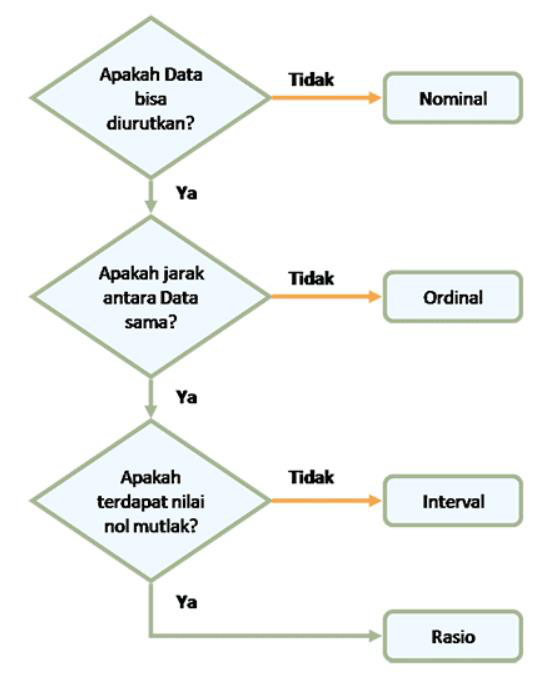 Apakah Data
bisa
diurutkan?
Tidak
Nominal
Ya
Apakah jarak
antara Data
sama?
Tidak
Ordinal
Ya
Apakah
terdapat nilai
nol mutlak?
Tidak
Interval
Ya
Rasio